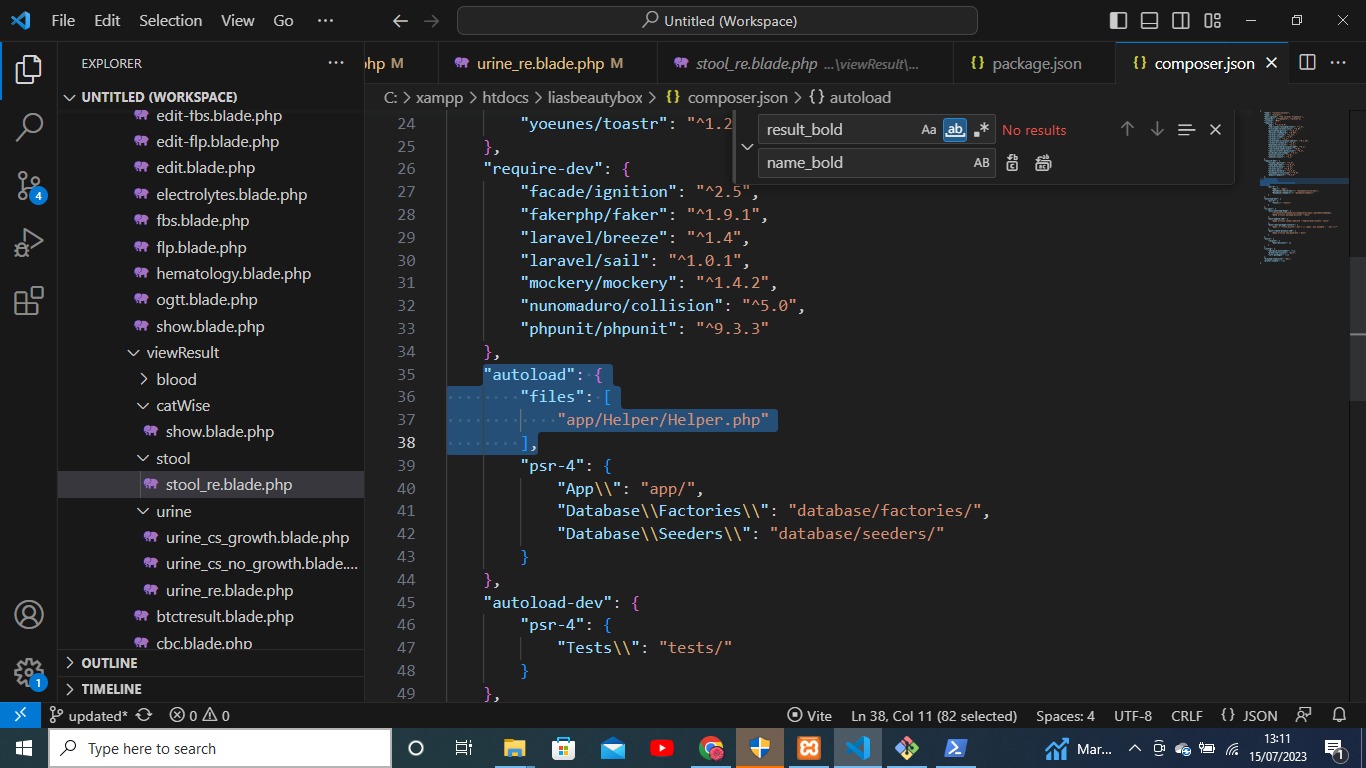 File Edit Selection View Go ···
Untitled (Workspace)
EXPLORER
UNTITLED (WORKSPACE)
edit-fbs.blade.php
edit-flp.blade.php
edit.blade.php
electrolytes.blade.php
fbs.blade.php
flp.blade.php
hematology.blade.php
ogtt.blade.php
show.blade.php
viewResult
blood
catWise
show.blade.php
stool
stool_re.blade.php
urine
urine_cs_growth.blade.php
urine_cs_no_growth.blade....
urine_re.blade.php
btctresult.blade.php
cbc.blade.php
OUTLINE
TIMELINE
4
1
php M
urine_re.blade.php M
stool_re.blade.php ...\viewResult\...
{} package.json
{} composer.json
C: > xampp > htdocs > liasbeautybox > {} composer.json > {} autoload
result_bold Aa ab .* No results
name_bold AB
24 "yoeunes/toastr": "^1.2
25 },
26 "require-dev": {
27 "facade/ignition": "^2.5",
28 "fakerphp/faker": "^1.9.1",
29 "laravel/breeze": "^1.4",
30 "laravel/sail": "^1.0.1",
31 "mockery/mockery": "^1.4.2",
32 "nunomaduro/collision": "^5.0",
33 "phpunit/phpunit": "^9.3.3"
34 },
35 "autoload": {
36 "files": [
37 "app/Helper/Helper.php"
38 ],
39 "psr-4": {
40 "App\\": "app/",
41 "Database\\Factories\\": "database/factories/",
42 "Database\\Seeders\\": "database/seeders/"
43 }
44 },
45 "autoload-dev": {
46 "psr-4": {
47 "Tests\\": "tests/"
48 }
49 },
updated* 0 0 Vite Ln 38, Col 11 (82 selected) Spaces: 4 UTF-8 CRLF {} JSON
Type here to search
Mar...
13:11
15/07/2023
1